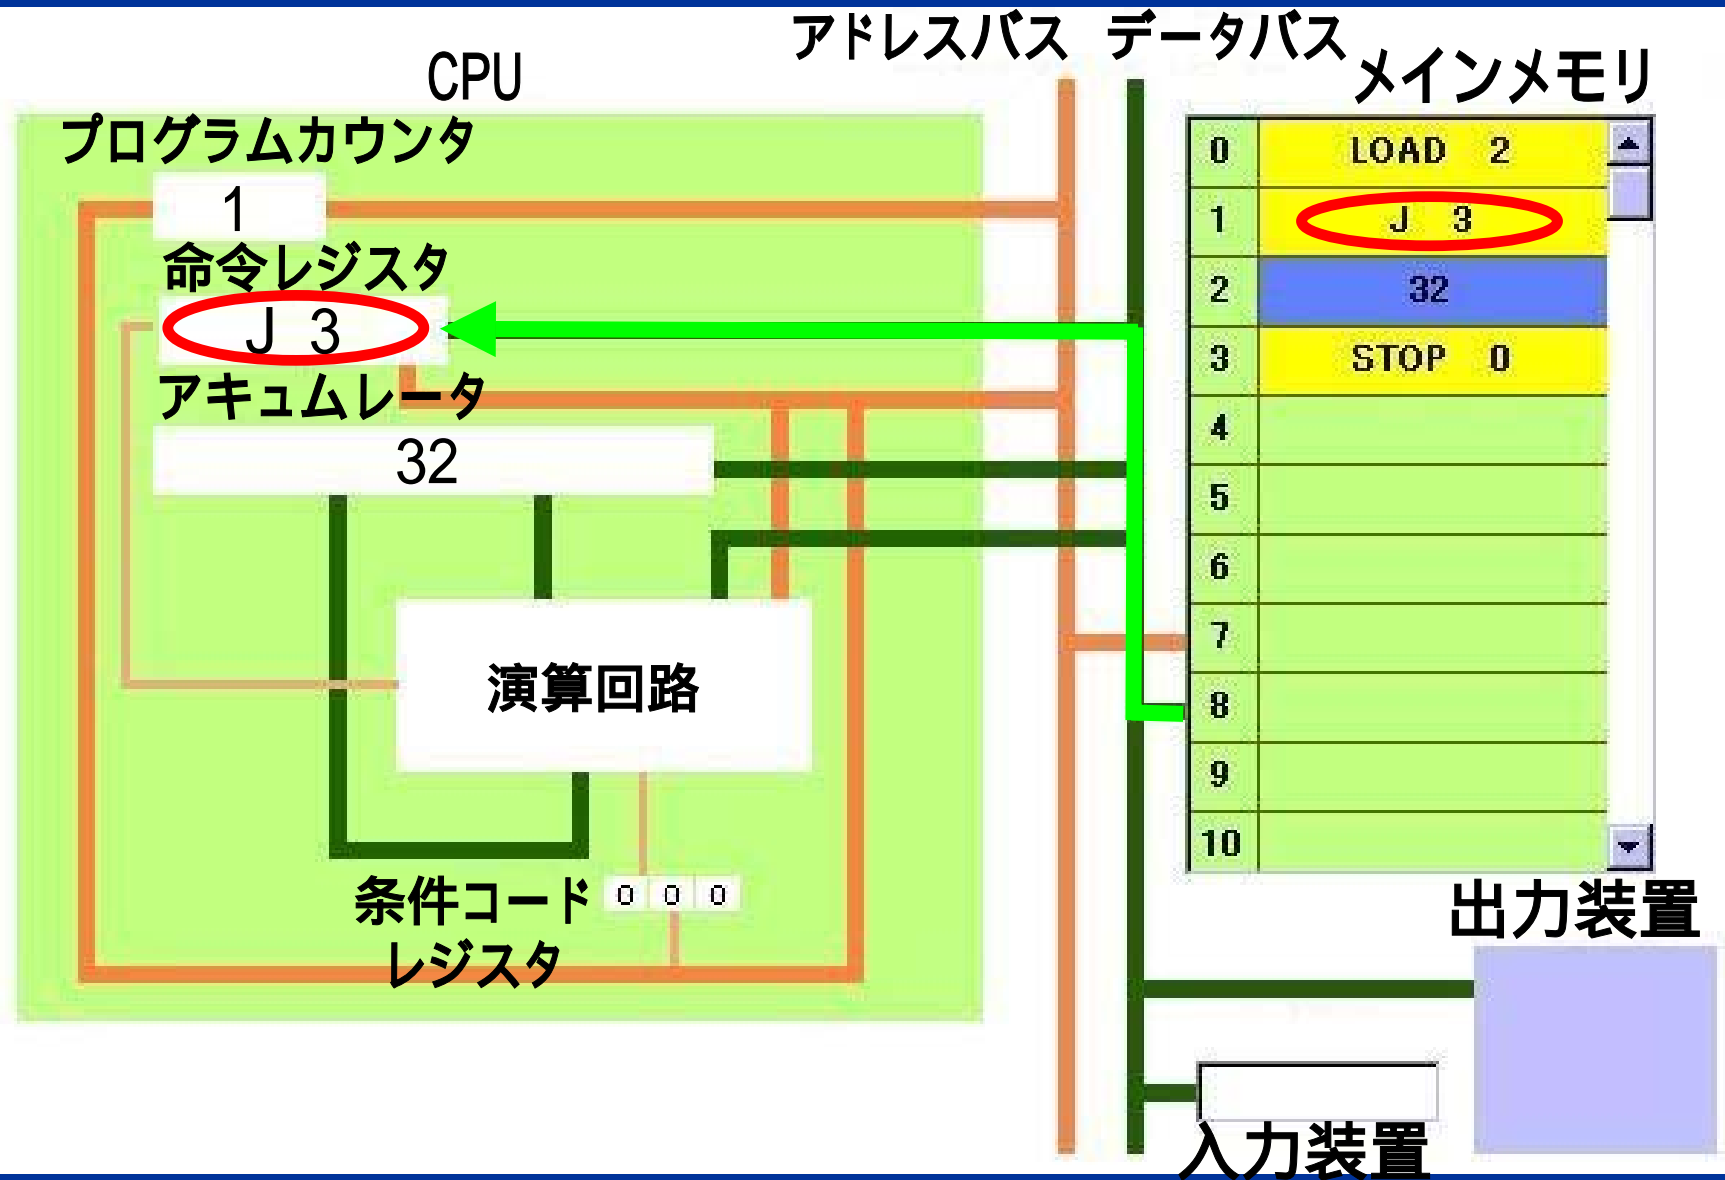 アドレスバス データバス
CPU
メインメモリ
プログラムカウンタ
1
命令レジスタ
J 3
アキュムレータ
32
演算回路
条件コード 0 0 0
レジスタ
0 LOAD 2
1 J 3
2 32
3 STOP 0
4
5
6
7
8
9
10
出力装置
入力装置